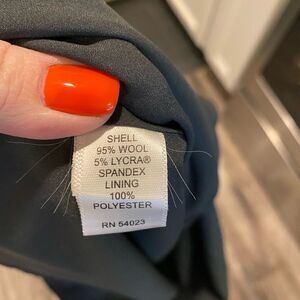 SHELL
95% WOOL
5% LYCRA®
SPANDEX
LINING
100%
POLYESTER
RN 54023